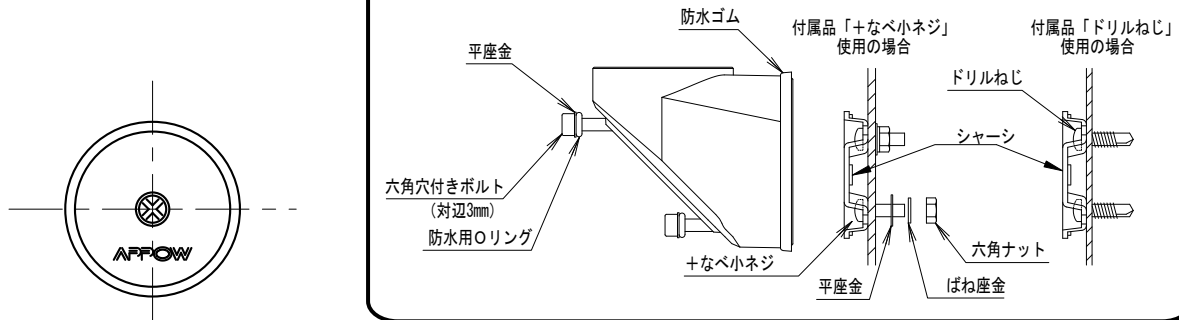 防水ゴム
平座金
六角穴付きボルト
(対辺3mm)
防水用Oリング
付属品「+なべ小ネジ」
使用の場合
付属品「ドリルねじ」
使用の場合
ドリルねじ
シャーシ
+なべ小ネジ
六角ナット
平座金
ばね座金
APPOW